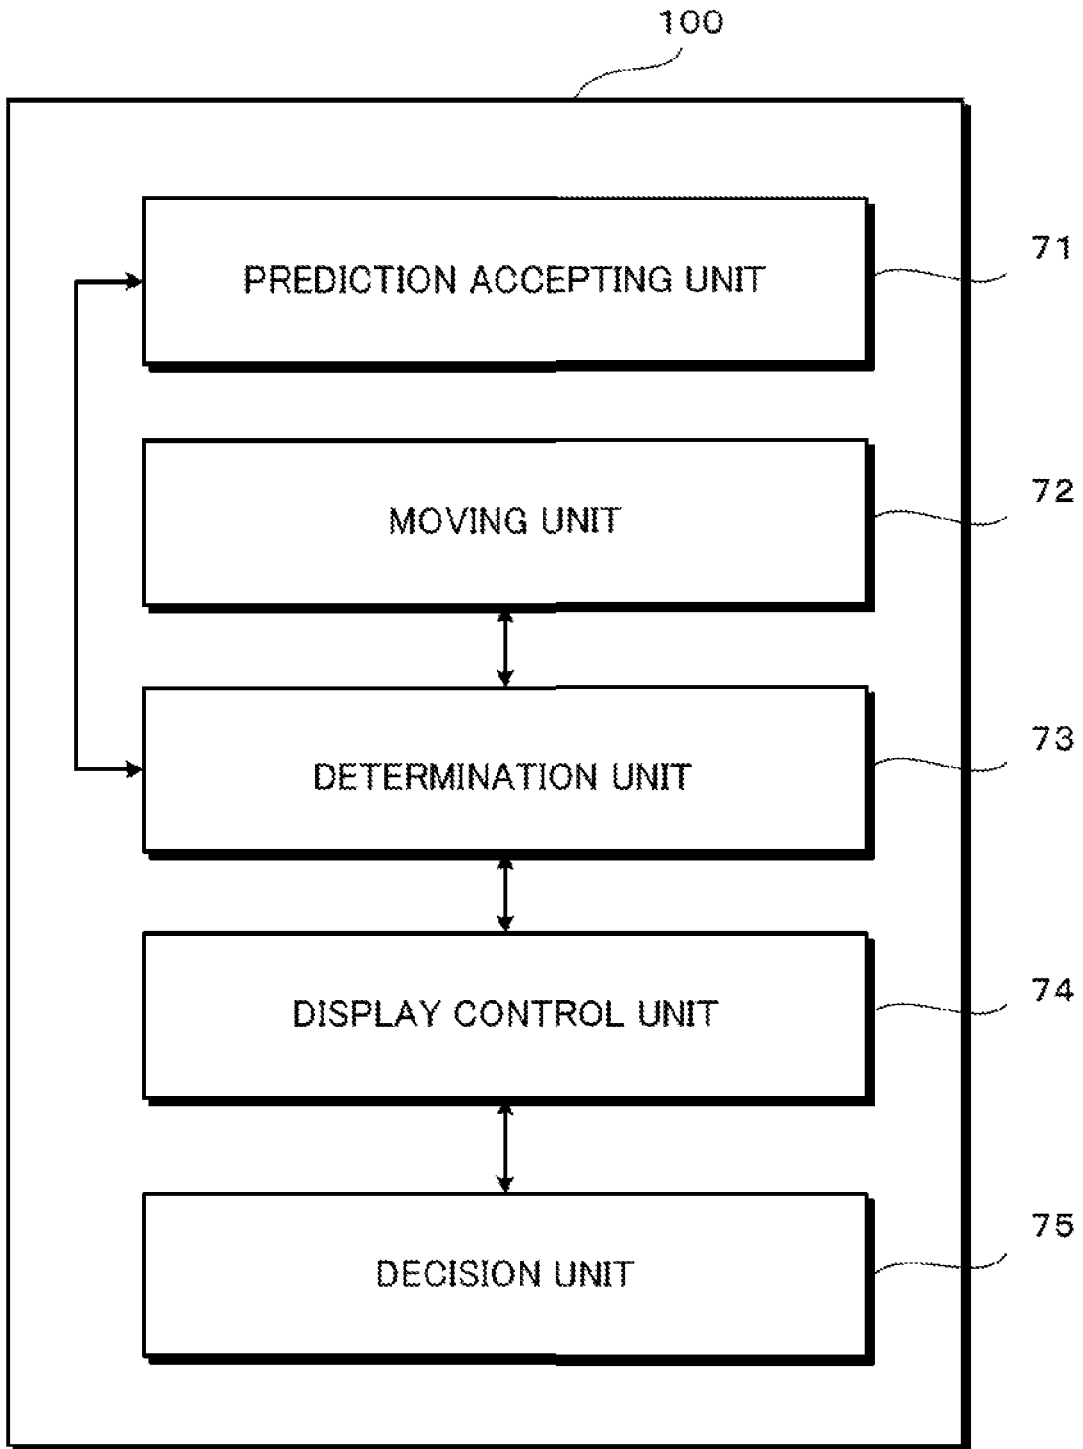 100
PREDICTION ACCEPTING UNIT
71
MOVING UNIT
72
DETERMINATION UNIT
73
DISPLAY CONTROL UNIT
74
DECISION UNIT
75